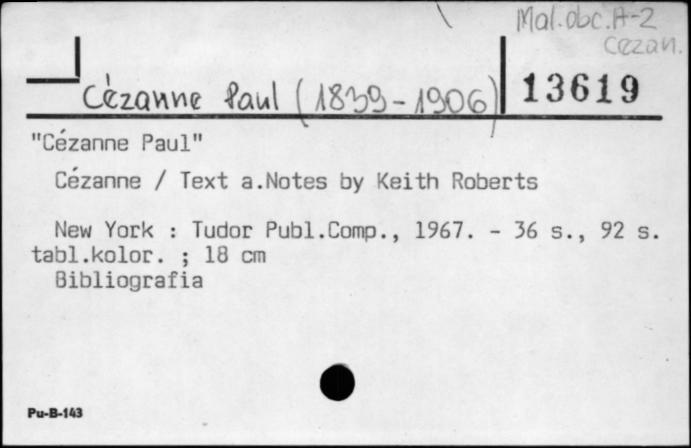 Mal. obc. A-2
Cezan.
Cézanne Paul (1839-1906)
13619
"Cézanne Paul"
Cézanne / Text a.Notes by Keith Roberts
New York : Tudor Publ.Comp., 1967. - 36 s., 92 s.
tabl.kolor. ; 18 cm
Bibliografia
Pu-B-143